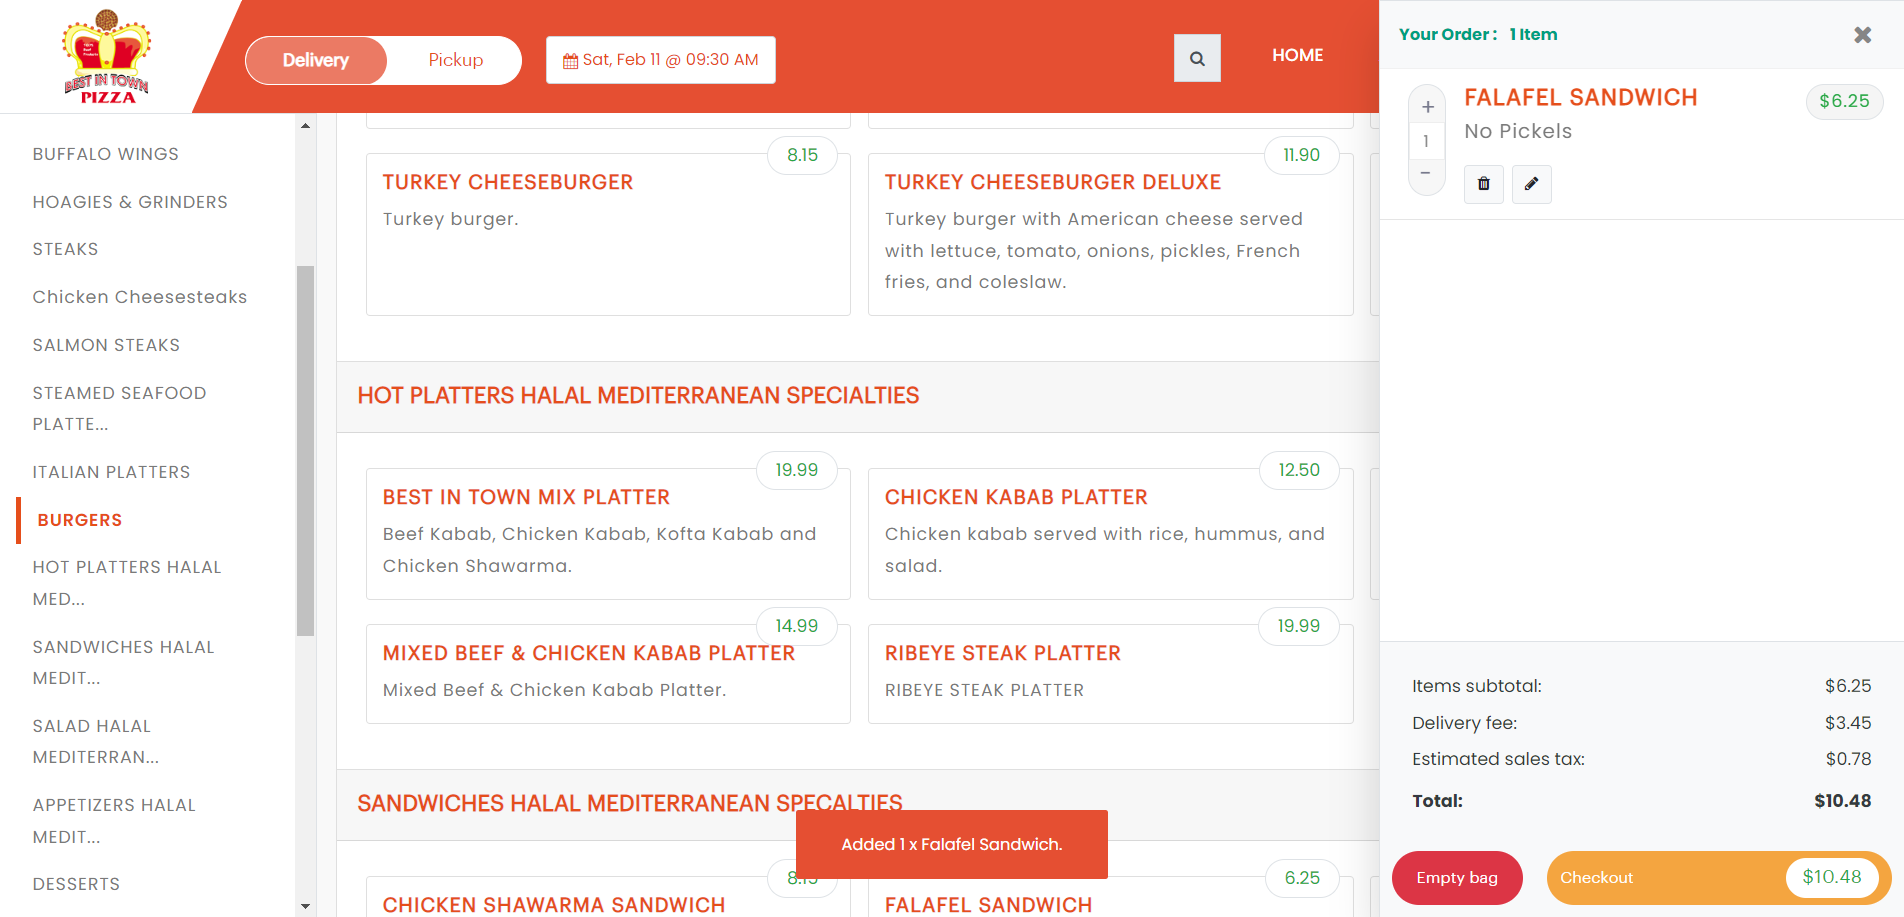 BEST IN TOWN
PIZZA
Delivery
Pickup
Sat, Feb 11 @ 09:30 AM
HOME
BUFFALO WINGS
HOAGIES & GRINDERS
STEAKS
Chicken Cheesesteaks
SALMON STEAKS
STEAMED SEAFOOD
PLATTE...
ITALIAN PLATTERS
BURGERS
HOT PLATTERS HALAL
MED...
SANDWICHES HALAL
MEDIT...
SALAD HALAL
MEDITERRAN...
APPETIZERS HALAL
MEDIT...
DESSERTS
8.15
TURKEY CHEESEBURGER
Turkey burger.
11.90
TURKEY CHEESEBURGER DELUXE
Turkey burger with American cheese served
with lettuce, tomato, onions, pickles, French
fries, and coleslaw.
HOT PLATTERS HALAL MEDITERRANEAN SPECIALTIES
19.99
BEST IN TOWN MIX PLATTER
Beef Kabab, Chicken Kabab, Kofta Kabab and
Chicken Shawarma.
12.50
CHICKEN KABAB PLATTER
Chicken kabab served with rice, hummus, and
salad.
14.99
MIXED BEEF & CHICKEN KABAB PLATTER
Mixed Beef & Chicken Kabab Platter.
19.99
RIBEYE STEAK PLATTER
RIBEYE STEAK PLATTER
SANDWICHES HALAL MEDITERRANEAN SPECALTIES
Added 1 x Falafel Sandwich.
8.15
CHICKEN SHAWARMA SANDWICH
6.25
FALAFEL SANDWICH
Your Order : 1 Item
+
1
−
FALAFEL SANDWICH
No Pickels
$6.25
Items subtotal: $6.25
Delivery fee: $3.45
Estimated sales tax: $0.78
Total: $10.48
Empty bag
Checkout
$10.48